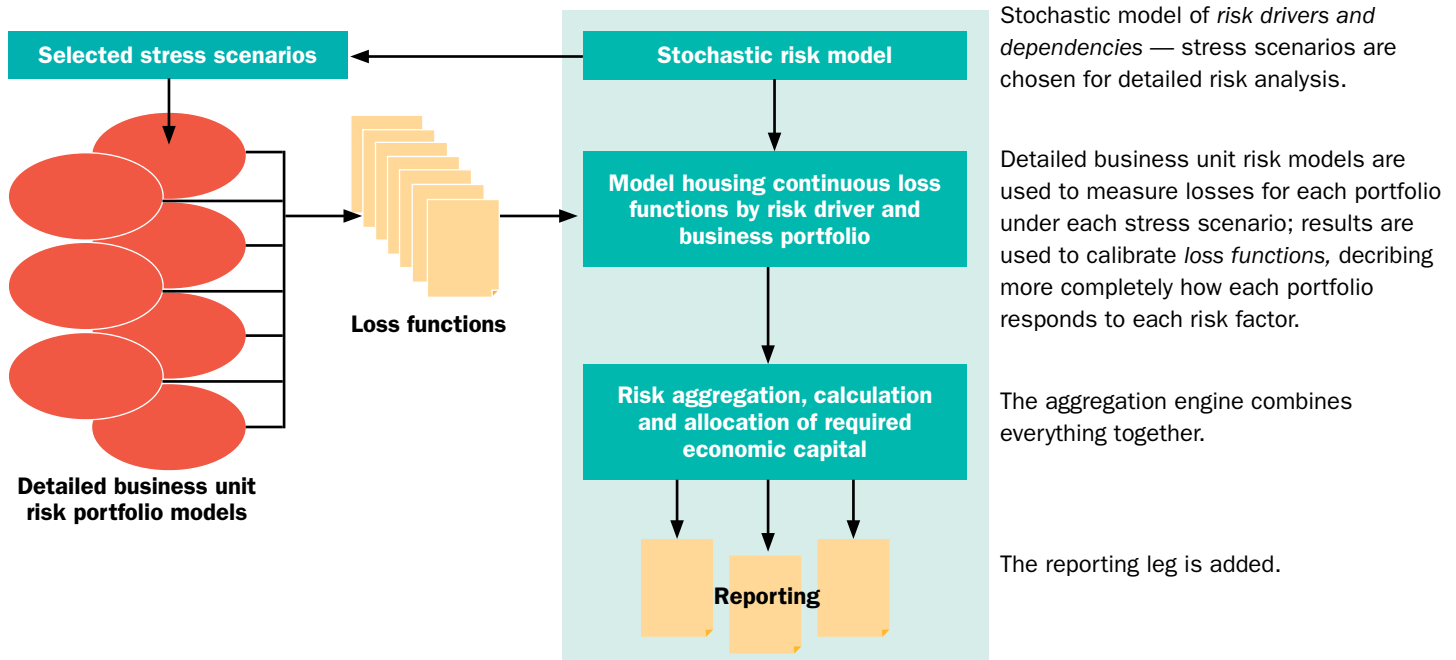 Selected stress scenarios
Stochastic risk model
Stochastic model of risk drivers and
dependencies — stress scenarios are
chosen for detailed risk analysis.
Model housing continuous loss
functions by risk driver and
business portfolio
Detailed business unit risk models are
used to measure losses for each portfolio
under each stress scenario; results are
used to calibrate loss functions, decribing
more completely how each portfolio
responds to each risk factor.
Loss functions
Risk aggregation, calculation
and allocation of required
economic capital
The aggregation engine combines
everything together.
Detailed business unit
risk portfolio models
Reporting
The reporting leg is added.